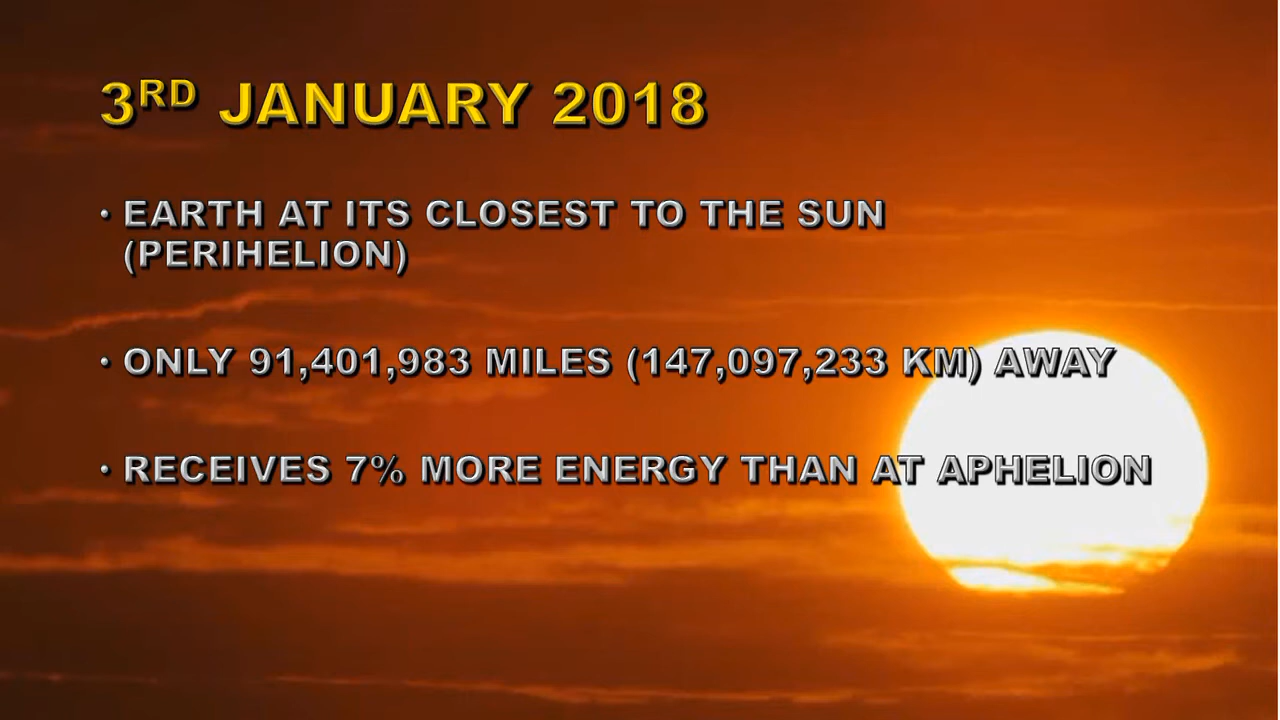 3RD JANUARY 2018
• EARTH AT ITS CLOSEST TO THE SUN
(PERIHELION)
• ONLY 91,401,983 MILES (147,097,233 KM) AWAY
• RECEIVES 7% MORE ENERGY THAN AT APHELION